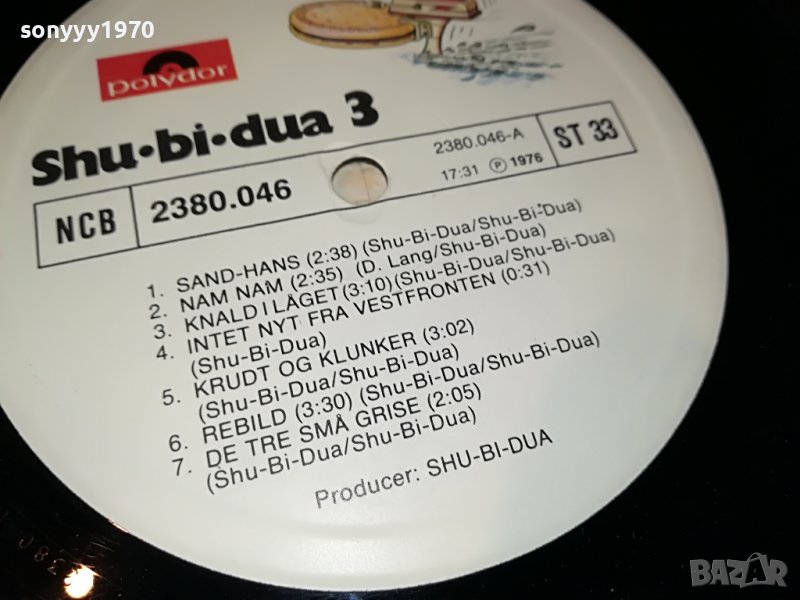 sonyyy1970
polydor
Shu·bi·dua 3
NCB
2380.046
2380.046-A
17:31 Ⓟ 1976
ST 33
1. SAND-HANS (2:38) (Shu-Bi-Dua/Shu-Bi-Dua)
2. NAM NAM (2:35) (D. Lang/Shu-Bi-Dua)
3. KNALD I LÅGET (3:10) (Shu-Bi-Dua/Shu-Bi-Dua)
4. INTET NYT FRA VESTFRONTEN (0:31)
(Shu-Bi-Dua)
5. KRUDT OG KLUNKER (3:02)
(Shu-Bi-Dua/Shu-Bi-Dua)
6. REBILD (3:30) (Shu-Bi-Dua/Shu-Bi-Dua)
7. DE TRE SMÅ GRISE (2:05)
(Shu-Bi-Dua/Shu-Bi-Dua)
Producer: SHU-BI-DUA
BAZAR